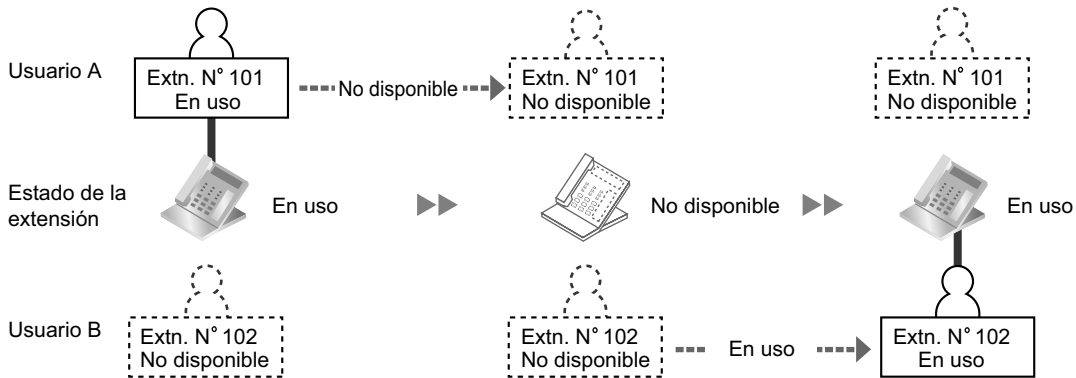 Usuario A
Extn. N° 101
En uso
No disponible
Extn. N° 101
No disponible
Extn. N° 101
No disponible
Estado de la
extensión
En uso
No disponible
En uso
Usuario B
Extn. N° 102
No disponible
Extn. N° 102
No disponible
En uso
Extn. N° 102
En uso